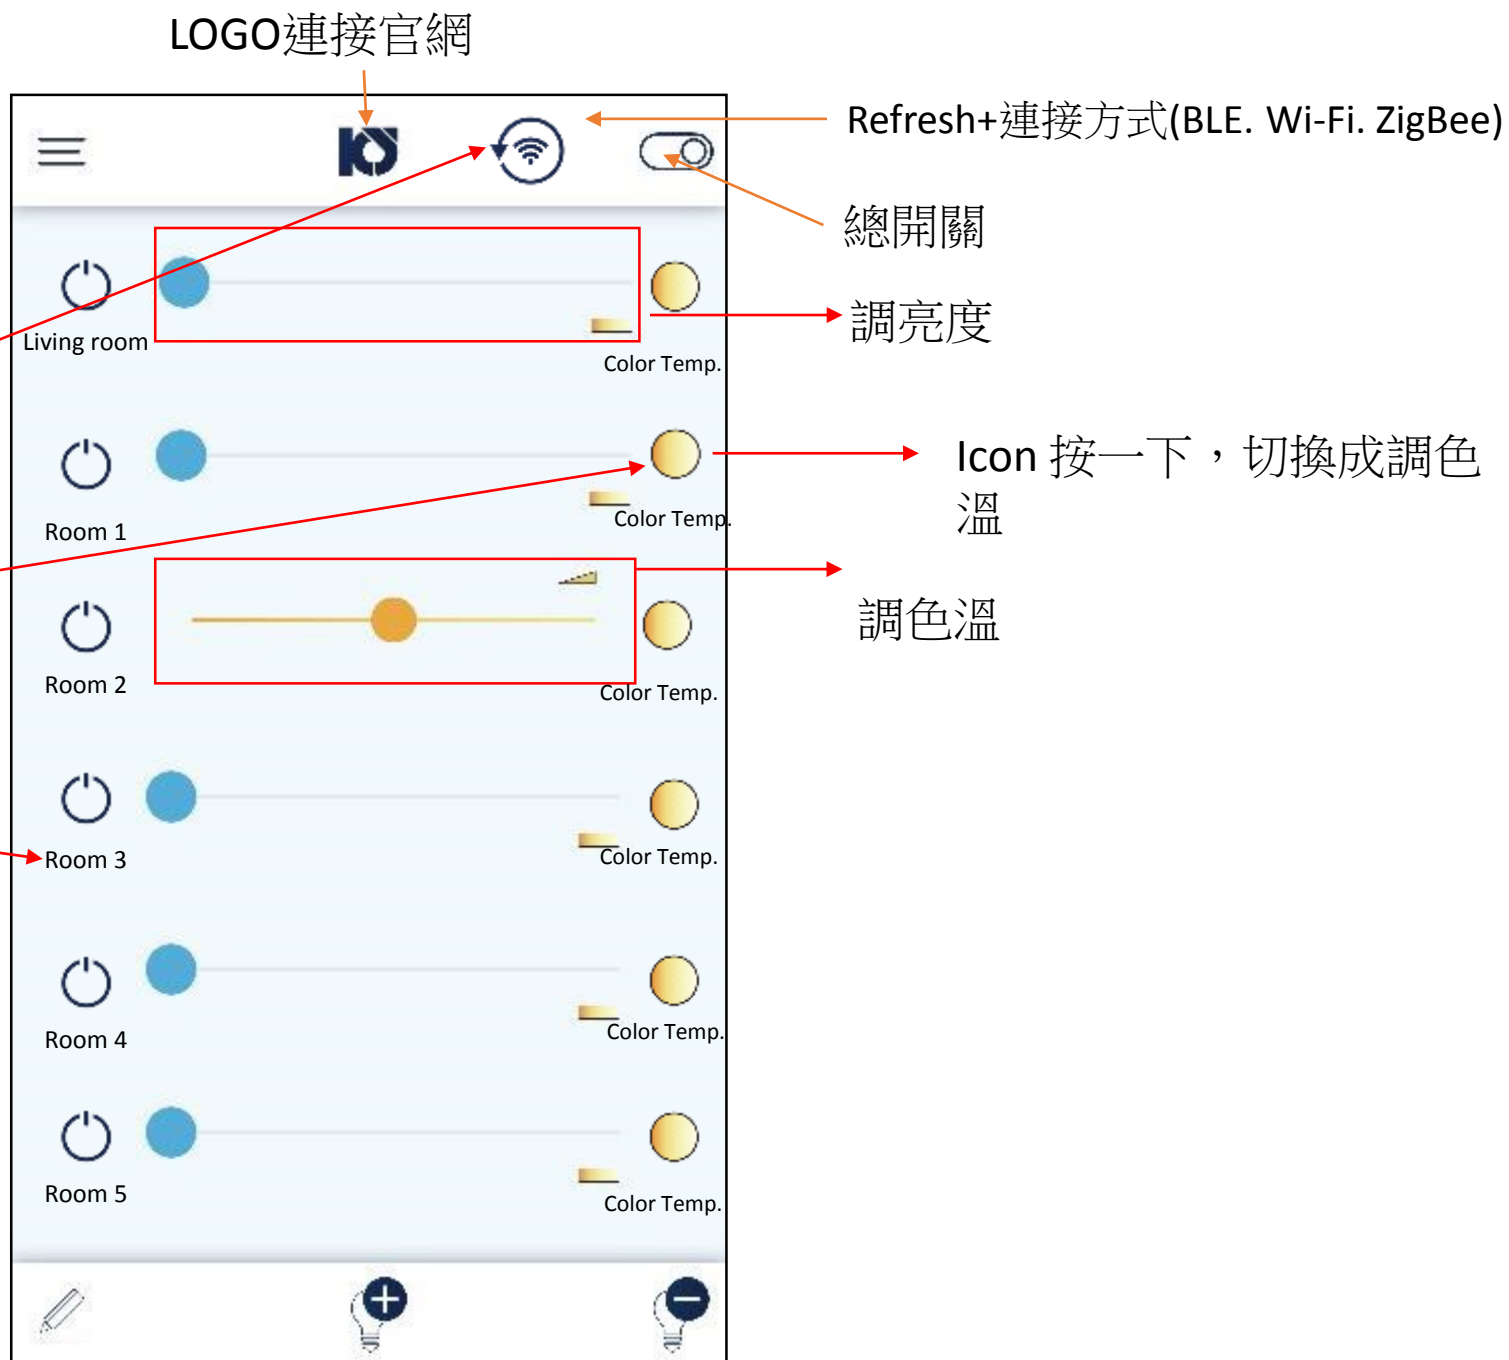 LOGO連接官網
Refresh+連接方式(BLE. Wi-Fi. ZigBee)
總開關
Living room
調亮度
Color Temp.
Icon 按一下，切換成調色
溫
Room 1
Color Temp.
調色溫
Room 2
Color Temp.
Room 3
Color Temp.
Room 4
Color Temp.
Room 5
Color Temp.